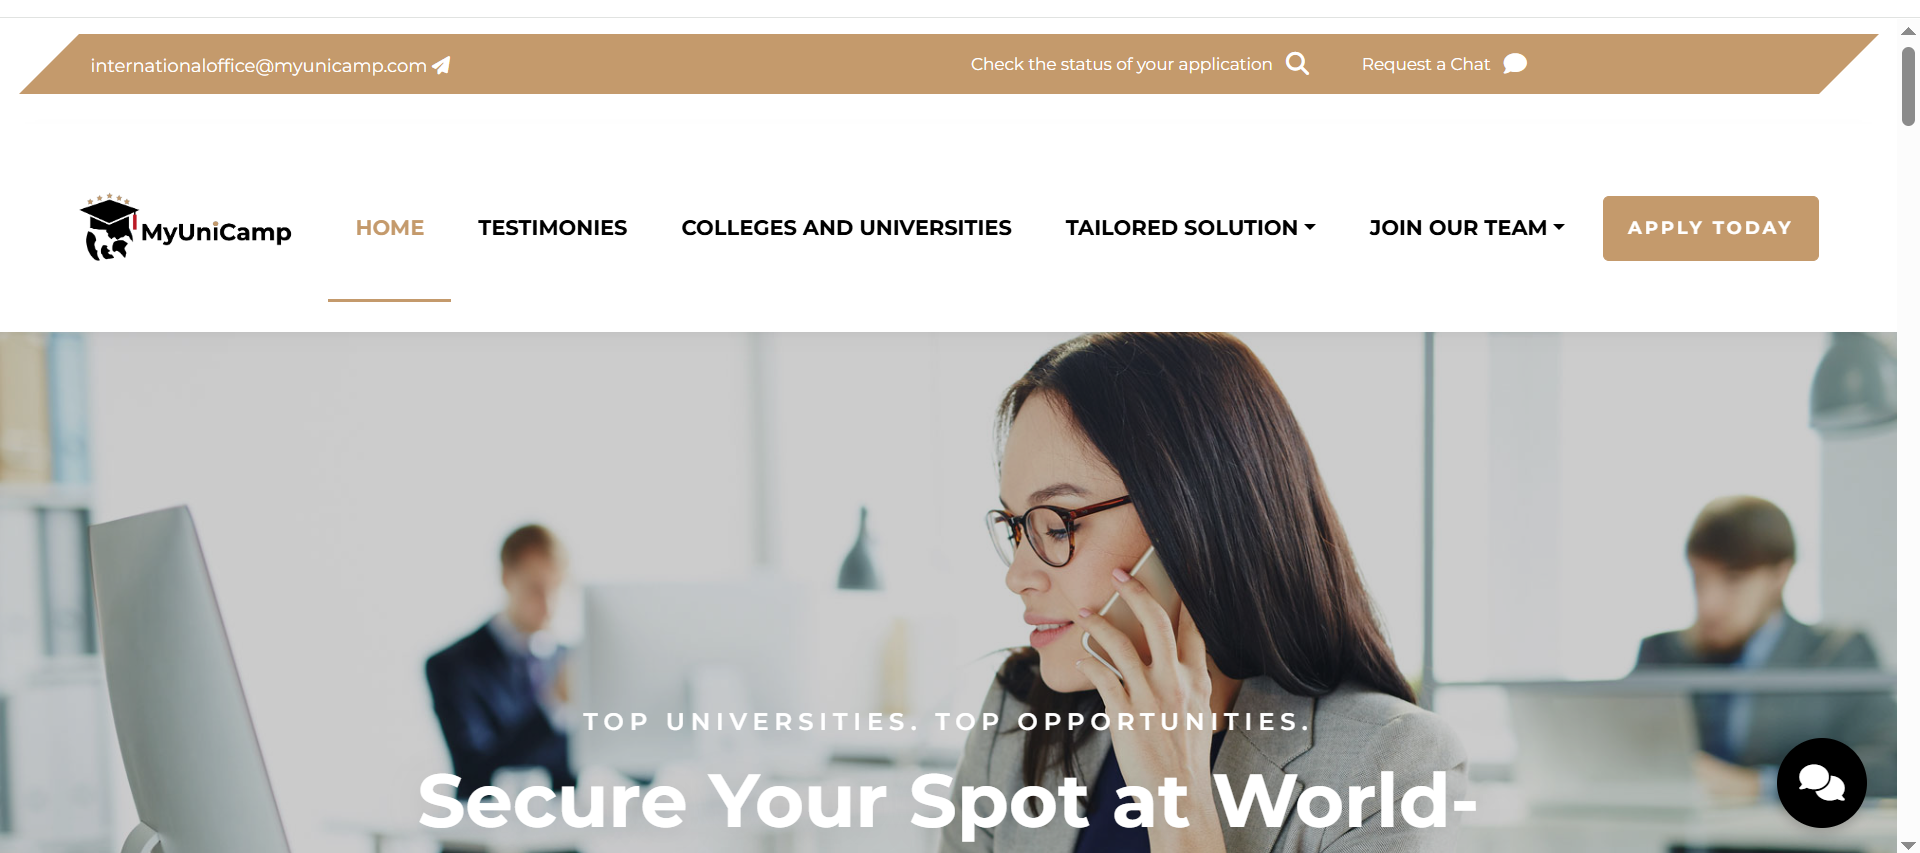 internationaloffice@myunicamp.com
Check the status of your application
Request a Chat
MyUniCamp
HOME
TESTIMONIES
COLLEGES AND UNIVERSITIES
TAILORED SOLUTION
JOIN OUR TEAM
APPLY TODAY
TOP UNIVERSITIES. TOP OPPORTUNITIES.
Secure Your Spot at World-